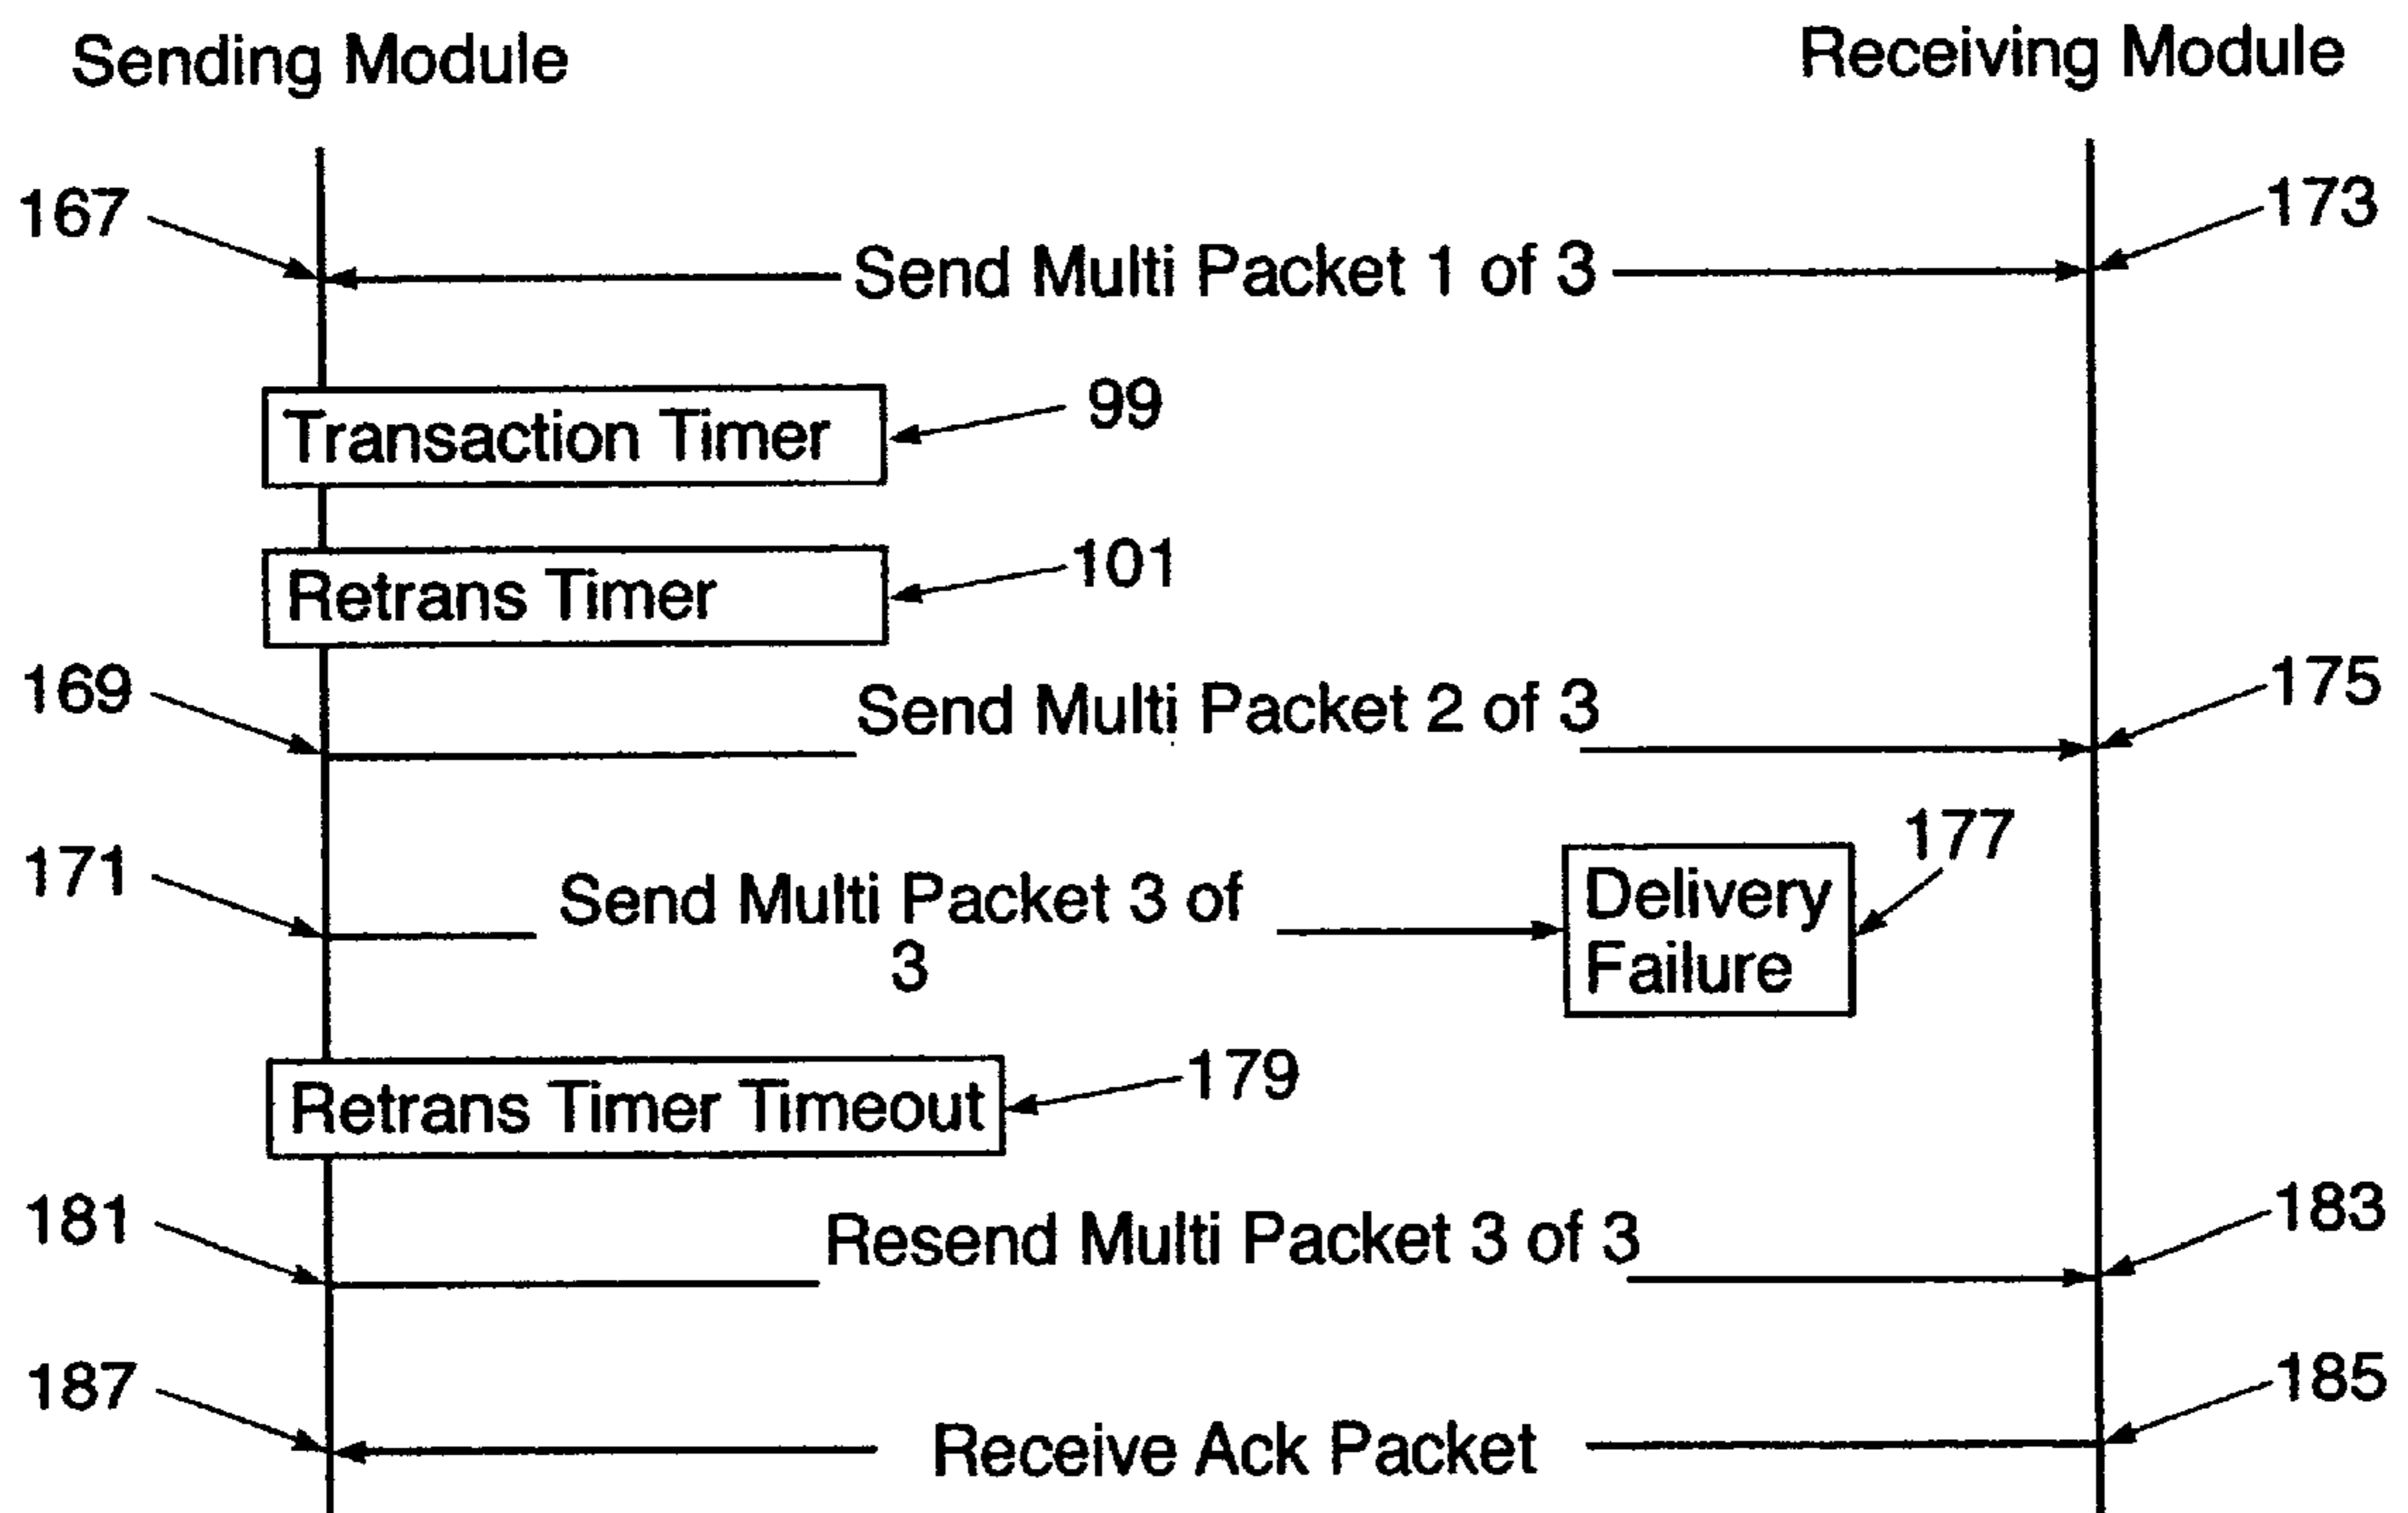 Sending Module
Receiving Module
167
173
Send Multi Packet 1 of 3
Transaction Timer
99
Retrans Timer
101
169
Send Multi Packet 2 of 3
175
171
Send Multi Packet 3 of
3
Delivery
Failure
177
Retrans Timer Timeout
179
181
Resend Multi Packet 3 of 3
183
187
Receive Ack Packet
185